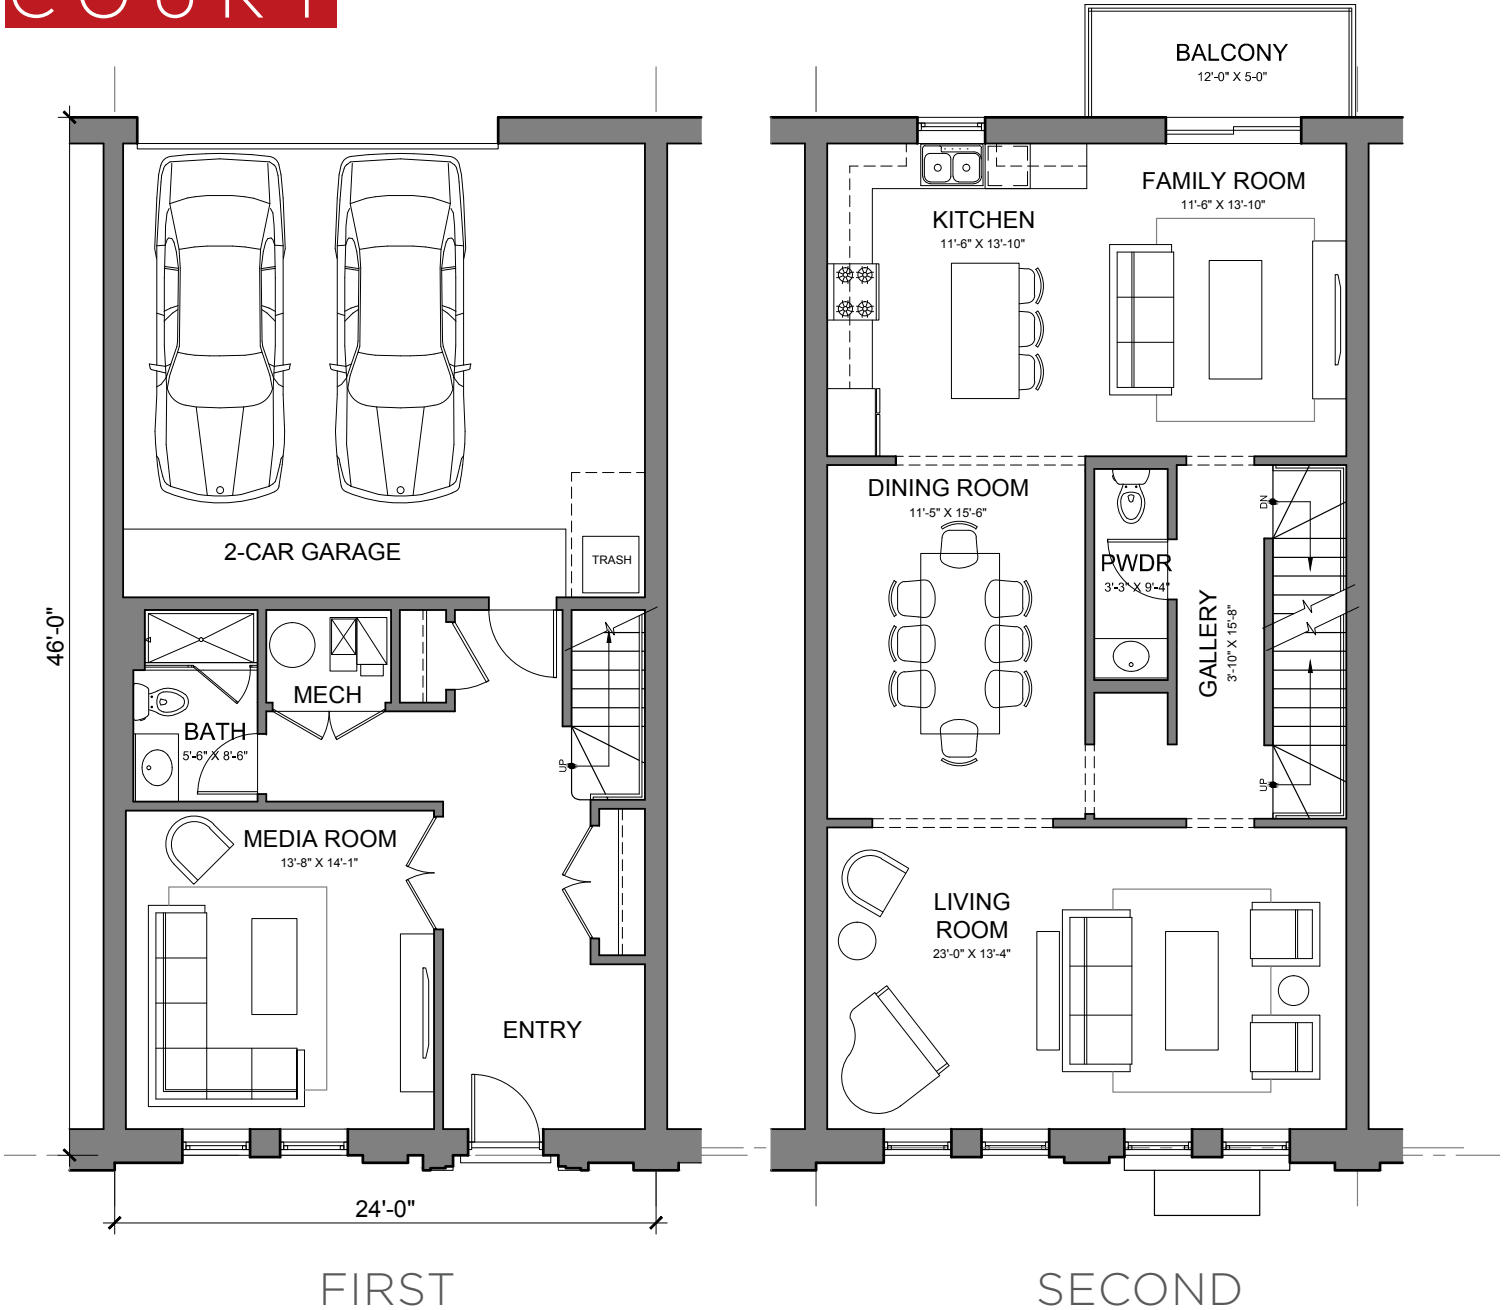 COURT
BALCONY
12'-0" X 5-0"
FAMILY ROOM
11'-6" X 13'-10"
KITCHEN
11'-6" X 13'-10"
DINING ROOM
11'-5" X 15'-6"
PWDR
3'-3" X 9'-4"
GALLERY
3'-10" X 15'-8"
DN
UP
LIVING
ROOM
23'-0" X 13'-4"
2-CAR GARAGE
TRASH
46'-0"
MECH
BATH
5'-6" X 8'-6"
UP
MEDIA ROOM
13'-8" X 14'-1"
ENTRY
24'-0"
FIRST
SECOND